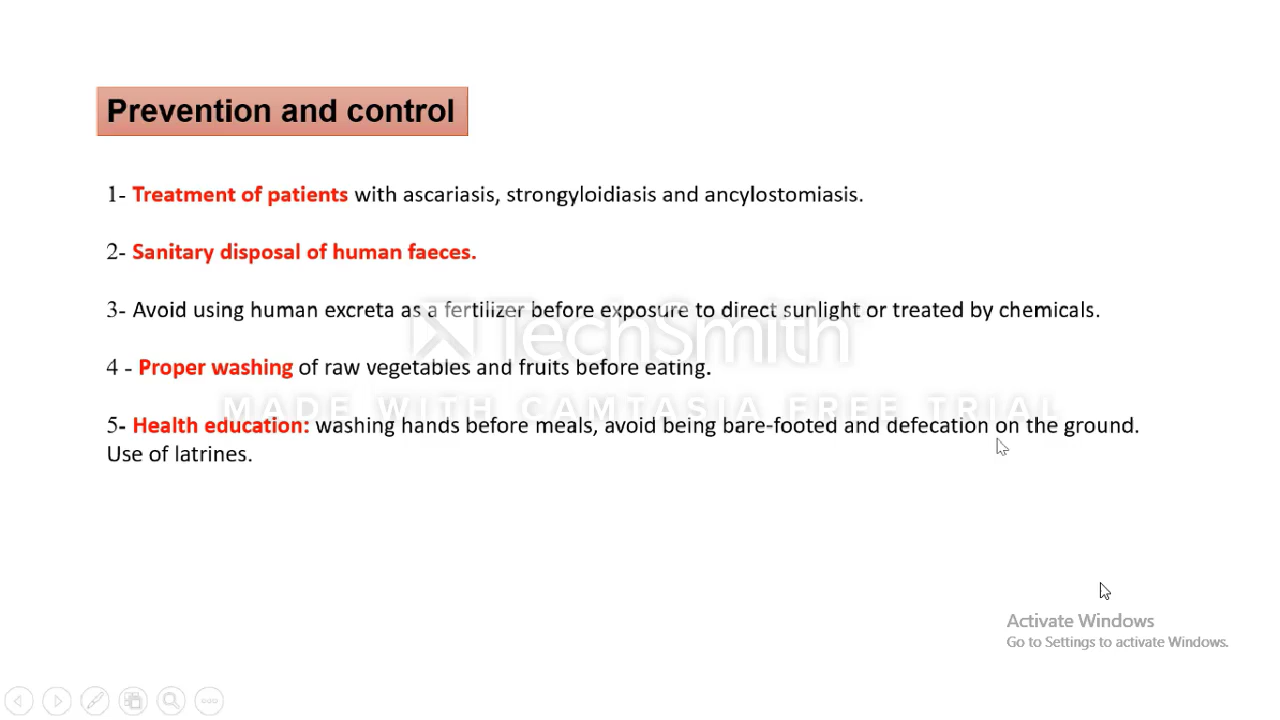 Prevention and control
1- Treatment of patients with ascariasis, strongyloidiasis and ancylostomiasis.
2- Sanitary disposal of human faeces.
3- Avoid using human excreta as a fertilizer before exposure to direct sunlight or treated by chemicals.
TechSmith
4 - Proper washing of raw vegetables and fruits before eating.
MADE WITH CAMTASIA FREE TRIAL
5- Health education: washing hands before meals, avoid being bare-footed and defecation on the ground.
Use of latrines.
Activate Windows
Go to Settings to activate Windows.